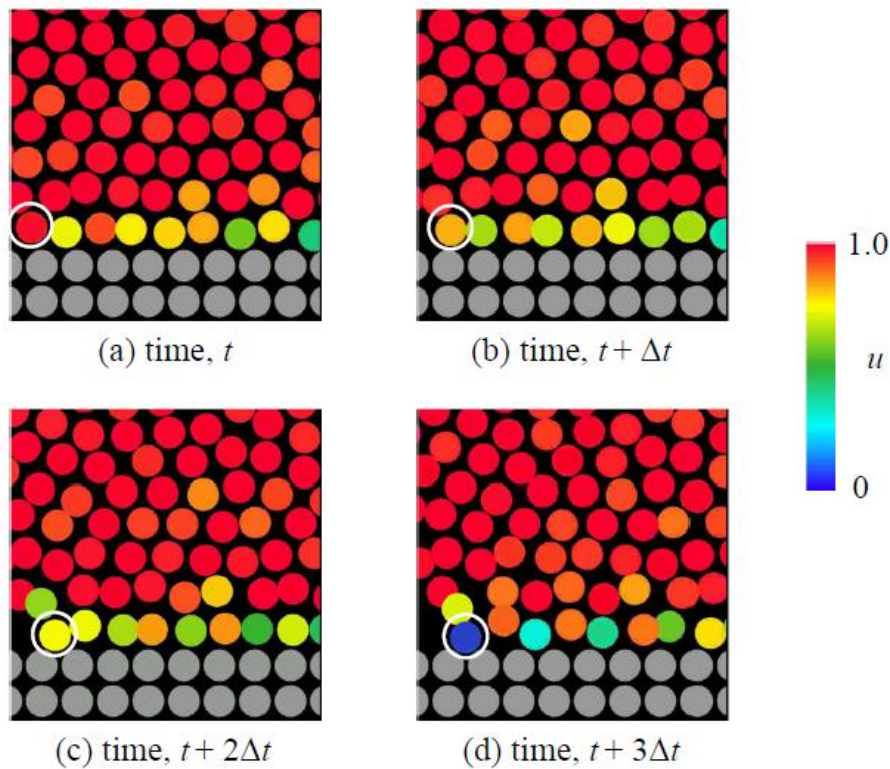 (a) time, t
(b) time, t + Δt
1.0
u
0
(c) time, t + 2Δt
(d) time, t + 3Δt